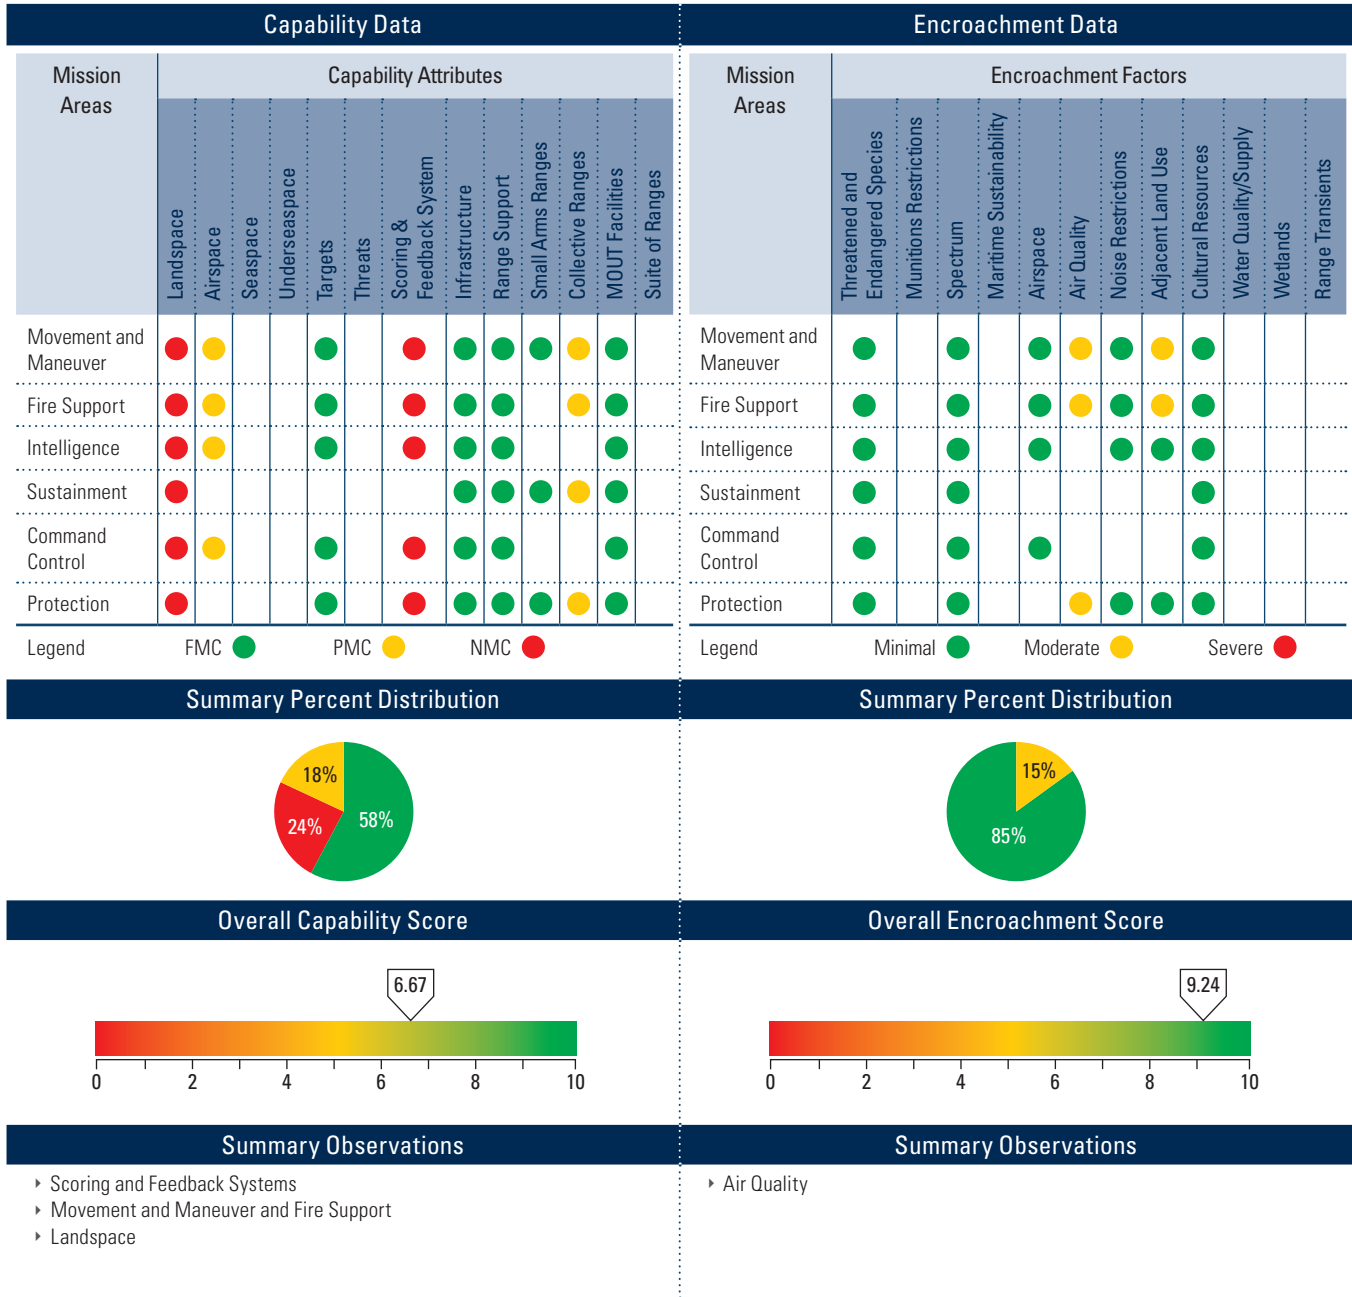 Capability Data
Mission
Areas
Capability Attributes
Landspace
Airspace
Seaspace
Underseaspace
Targets
Threats
Scoring &
Feedback System
Infrastructure
Range Support
Small Arms Ranges
Collective Ranges
MOUT Facilities
Suite of Ranges
Movement and
Maneuver
Fire Support
Intelligence
Sustainment
Command
Control
Protection
Legend
FMC
PMC
NMC
Summary Percent Distribution
18%
24%
58%
Overall Capability Score
6.67
0 2 4 6 8 10
Summary Observations
‣ Scoring and Feedback Systems
‣ Movement and Maneuver and Fire Support
‣ Landspace
Encroachment Data
Mission
Areas
Encroachment Factors
Threatened and
Endangered Species
Munitions Restrictions
Spectrum
Maritime Sustainability
Airspace
Air Quality
Noise Restrictions
Adjacent Land Use
Cultural Resources
Water Quality/Supply
Wetlands
Range Transients
Movement and
Maneuver
Fire Support
Intelligence
Sustainment
Command
Control
Protection
Legend
Minimal
Moderate
Severe
Summary Percent Distribution
15%
85%
Overall Encroachment Score
9.24
0 2 4 6 8 10
Summary Observations
‣ Air Quality